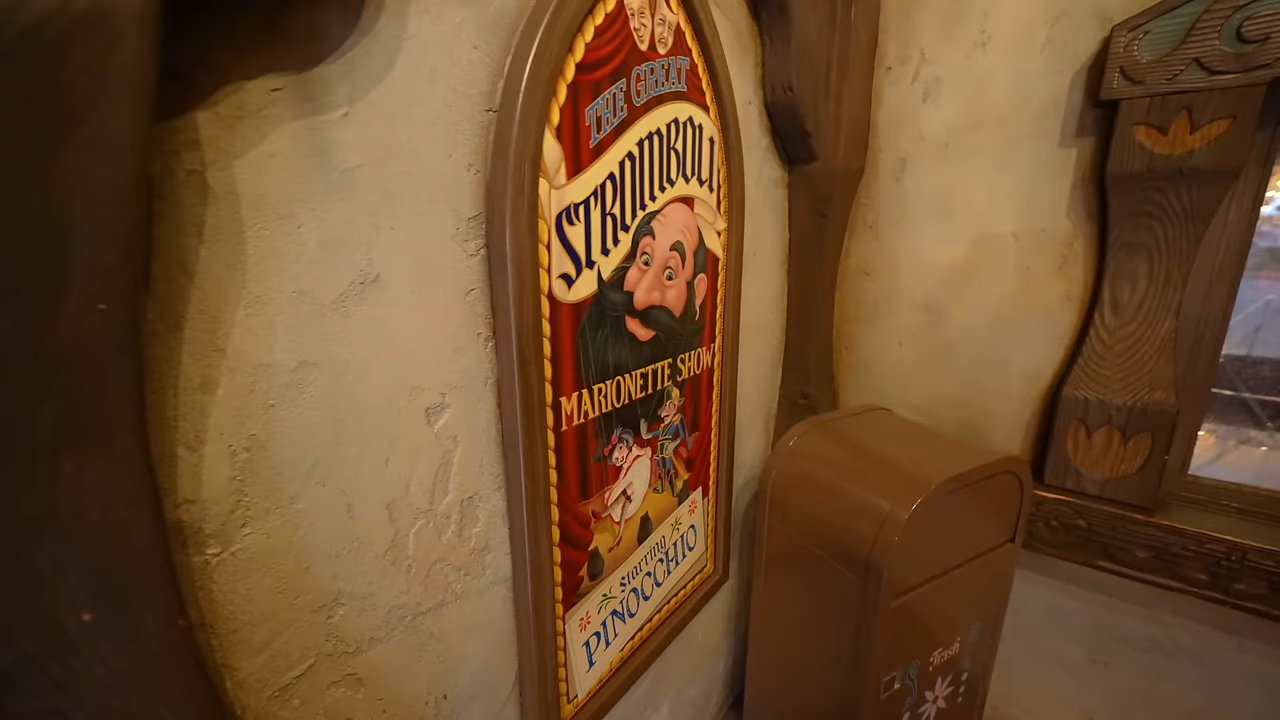 THE GREAT
STROMBOLI
MARIONETTE SHOW
Starring
PINOCCHIO
Trash